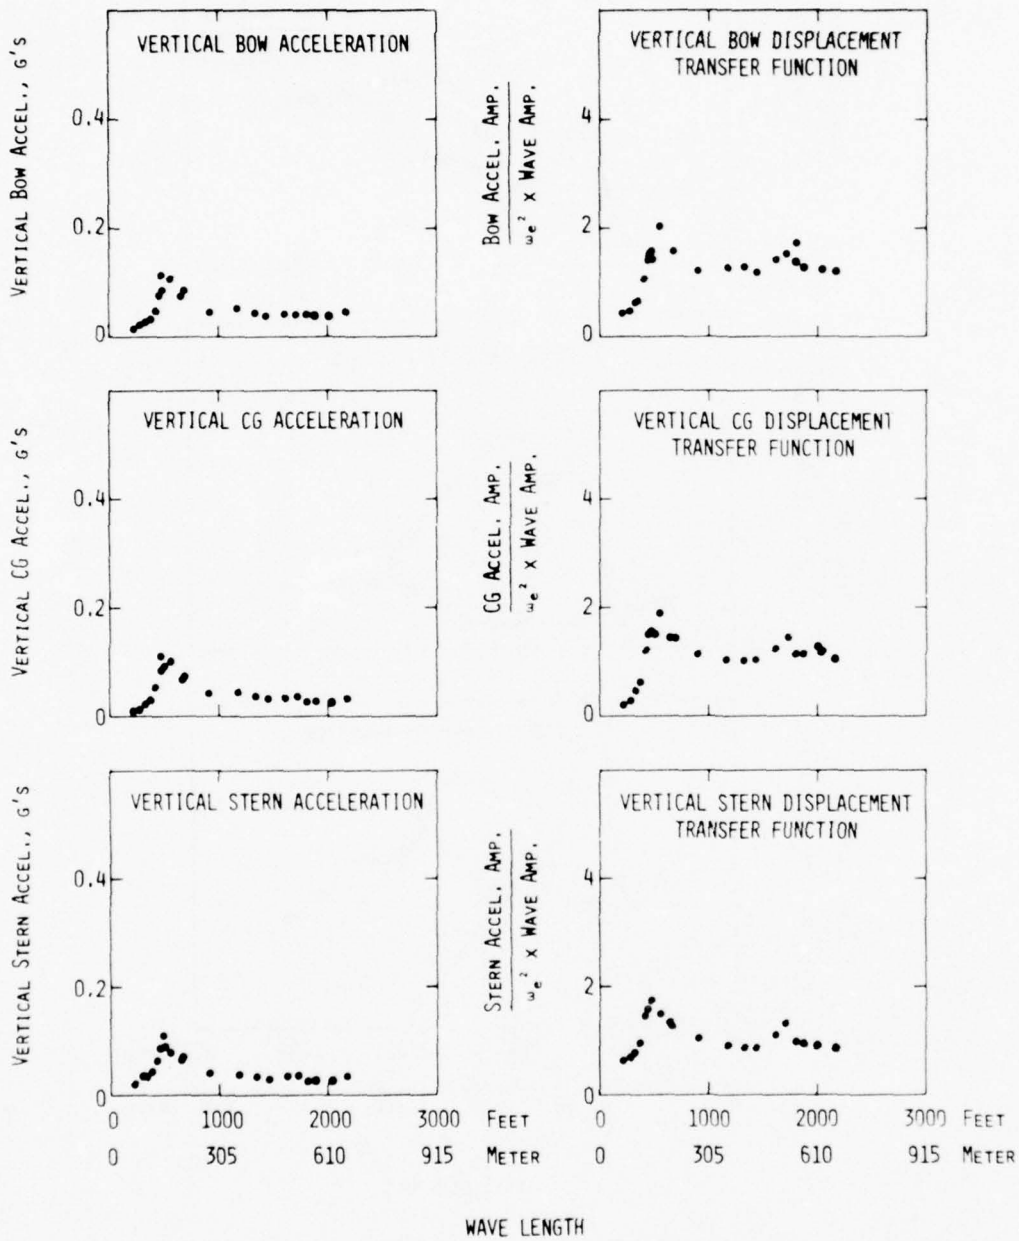 VERTICAL BOW ACCELERATION
VERTICAL BOW ACCEL., G'S
0.4
0.2
0
VERTICAL BOW DISPLACEMENT
TRANSFER FUNCTION
BOW ACCEL. AMP.
ωe² x WAVE AMP.
4
2
0
VERTICAL CG ACCELERATION
VERTICAL CG ACCEL., G'S
0.4
0.2
0
VERTICAL CG DISPLACEMENT
TRANSFER FUNCTION
CG ACCEL. AMP.
ωe² x WAVE AMP.
4
2
0
VERTICAL STERN ACCELERATION
VERTICAL STERN ACCEL., G'S
0.4
0.2
0
VERTICAL STERN DISPLACEMENT
TRANSFER FUNCTION
STERN ACCEL. AMP.
ωe² x WAVE AMP.
4
2
0
0 1000 2000 3000 FEET
0 305 610 915 METER
0 1000 2000 3000 FEET
0 305 610 915 METER
WAVE LENGTH